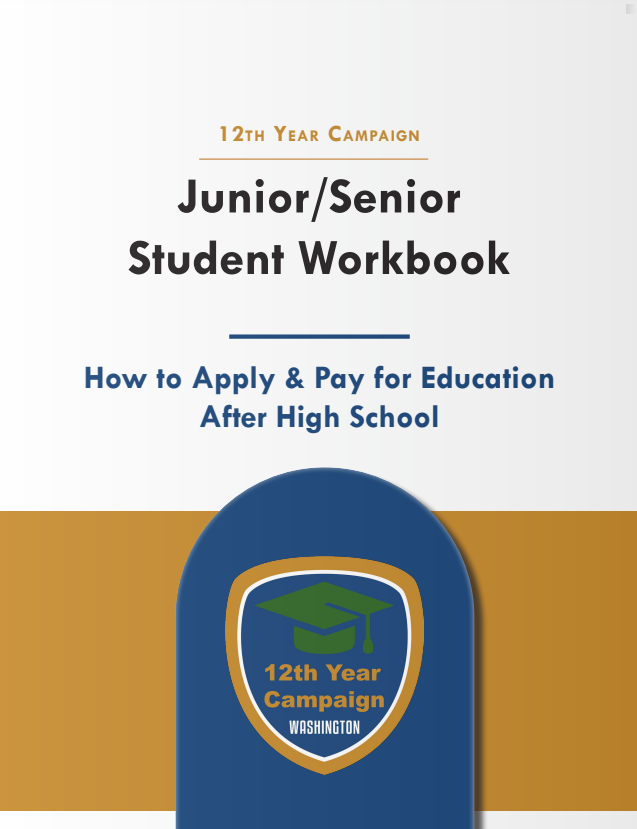 12th Year Campaign
Junior/Senior
Student Workbook
How to Apply & Pay for Education
After High School
12th Year
Campaign
WASHINGTON